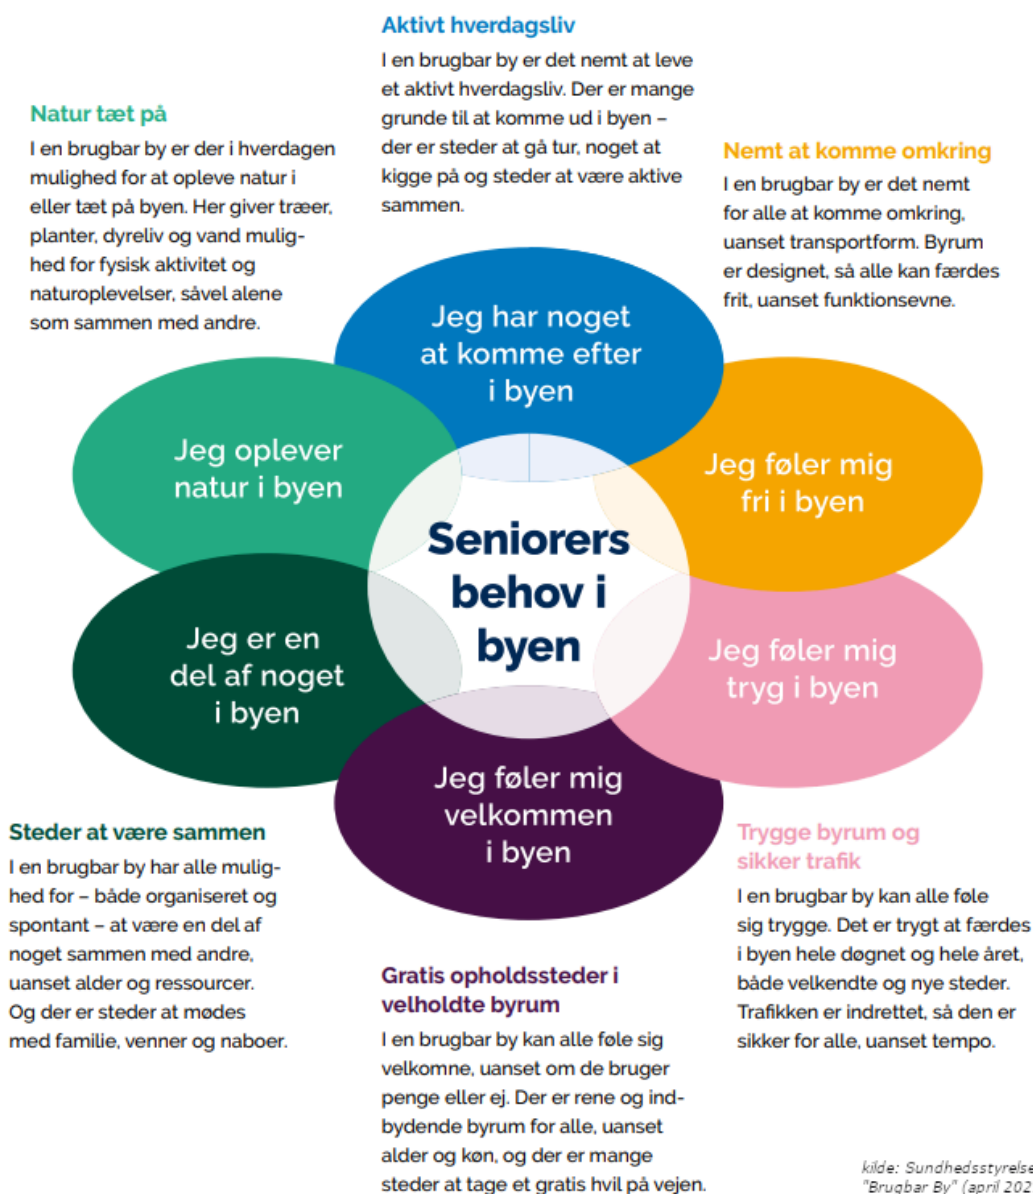 Aktivt hverdagsliv
I en brugbar by er det nemt at leve
et aktivt hverdagsliv. Der er mange
grunde til at komme ud i byen –
der er steder at gå tur, noget at
kigge på og steder at være aktive
sammen.
Natur tæt på
I en brugbar by er der i hverdagen
mulighed for at opleve natur i
eller tæt på byen. Her giver træer,
planter, dyreliv og vand mulig-
hed for fysisk aktivitet og
naturoplevelser, såvel alene
som sammen med andre.
Nemt at komme omkring
I en brugbar by er det nemt
for alle at komme omkring,
uanset transportform. Byrum
er designet, så alle kan færdes
frit, uanset funktionsevne.
Jeg har noget
at komme efter
i byen
Jeg oplever
natur i byen
Jeg føler mig
fri i byen
Seniorers
behov i
byen
Jeg er en
del af noget
i byen
Jeg føler mig
tryg i byen
Jeg føler mig
velkommen
i byen
Steder at være sammen
I en brugbar by har alle mulig-
hed for – både organiseret og
spontant – at være en del af
noget sammen med andre,
uanset alder og ressourcer.
Og der er steder at mødes
med familie, venner og naboer.
Trygge byrum og
sikker trafik
I en brugbar by kan alle føle
sig trygge. Det er trygt at færdes
i byen hele døgnet og hele året,
både velkendte og nye steder.
Trafikken er indrettet, så den er
sikker for alle, uanset tempo.
Gratis opholdssteder i
velholdte byrum
I en brugbar by kan alle føle sig
velkomne, uanset om de bruger
penge eller ej. Der er rene og ind-
bydende byrum for alle, uanset
alder og køn, og der er mange
steder at tage et gratis hvil på vejen.
kilde: Sundhedsstyrelse
"Brugbar By" (april 202